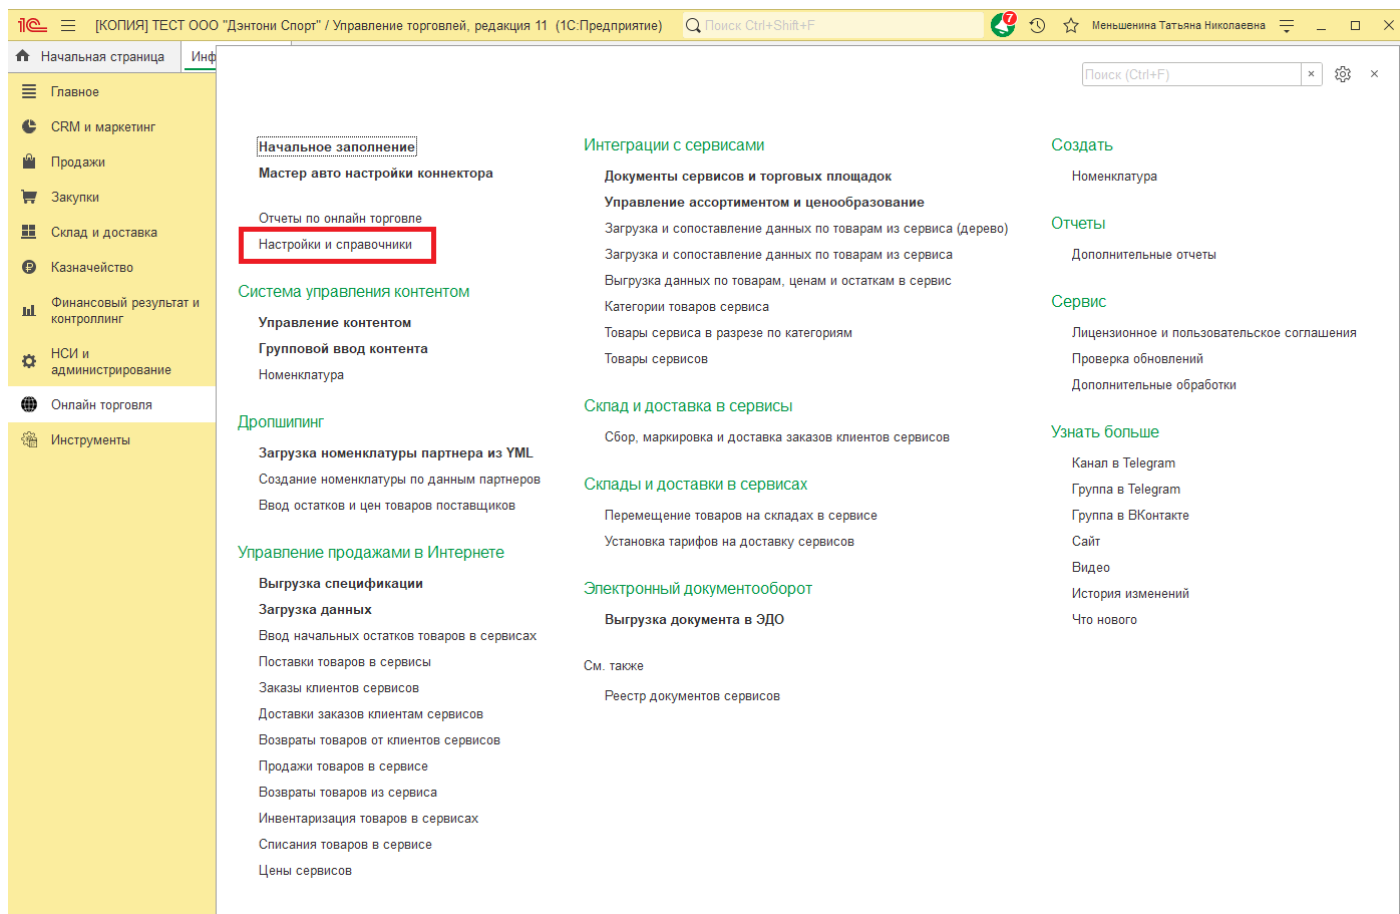 1С [КОПИЯ] ТЕСТ ООО "Дэнтони Спорт" / Управление торговлей, редакция 11 (1С:Предприятие) Поиск Ctrl+Shift+F 7 Меньшенина Татьяна Николаевна
Начальная страница Инф
Поиск (Ctrl+F)
Главное
CRM и маркетинг
Продажи
Закупки
Склад и доставка
Казначейство
Финансовый результат и
контроллинг
НСИ и
администрирование
Онлайн торговля
Инструменты
Начальное заполнение
Мастер авто настройки коннектора
Отчеты по онлайн торговле
Настройки и справочники
Система управления контентом
Управление контентом
Групповой ввод контента
Номенклатура
Дропшипинг
Загрузка номенклатуры партнера из YML
Создание номенклатуры по данным партнеров
Ввод остатков и цен товаров поставщиков
Управление продажами в Интернете
Выгрузка спецификации
Загрузка данных
Ввод начальных остатков товаров в сервисах
Поставки товаров в сервисы
Заказы клиентов сервисов
Доставки заказов клиентам сервисов
Возвраты товаров от клиентов сервисов
Продажи товаров в сервисе
Возвраты товаров из сервиса
Инвентаризация товаров в сервисах
Списания товаров в сервисе
Цены сервисов
Интеграции с сервисами
Документы сервисов и торговых площадок
Управление ассортиментом и ценообразование
Загрузка и сопоставление данных по товарам из сервиса (дерево)
Загрузка и сопоставление данных по товарам из сервиса
Выгрузка данных по товарам, ценам и остаткам в сервис
Категории товаров сервиса
Товары сервиса в разрезе по категориям
Товары сервисов
Склад и доставка в сервисы
Сбор, маркировка и доставка заказов клиентов сервисов
Склады и доставки в сервисах
Перемещение товаров на складах в сервисе
Установка тарифов на доставку сервисов
Электронный документооборот
Выгрузка документа в ЭДО
См. также
Реестр документов сервисов
Создать
Номенклатура
Отчеты
Дополнительные отчеты
Сервис
Лицензионное и пользовательское соглашения
Проверка обновлений
Дополнительные обработки
Узнать больше
Канал в Telegram
Группа в Telegram
Группа в ВКонтакте
Сайт
Видео
История изменений
Что нового